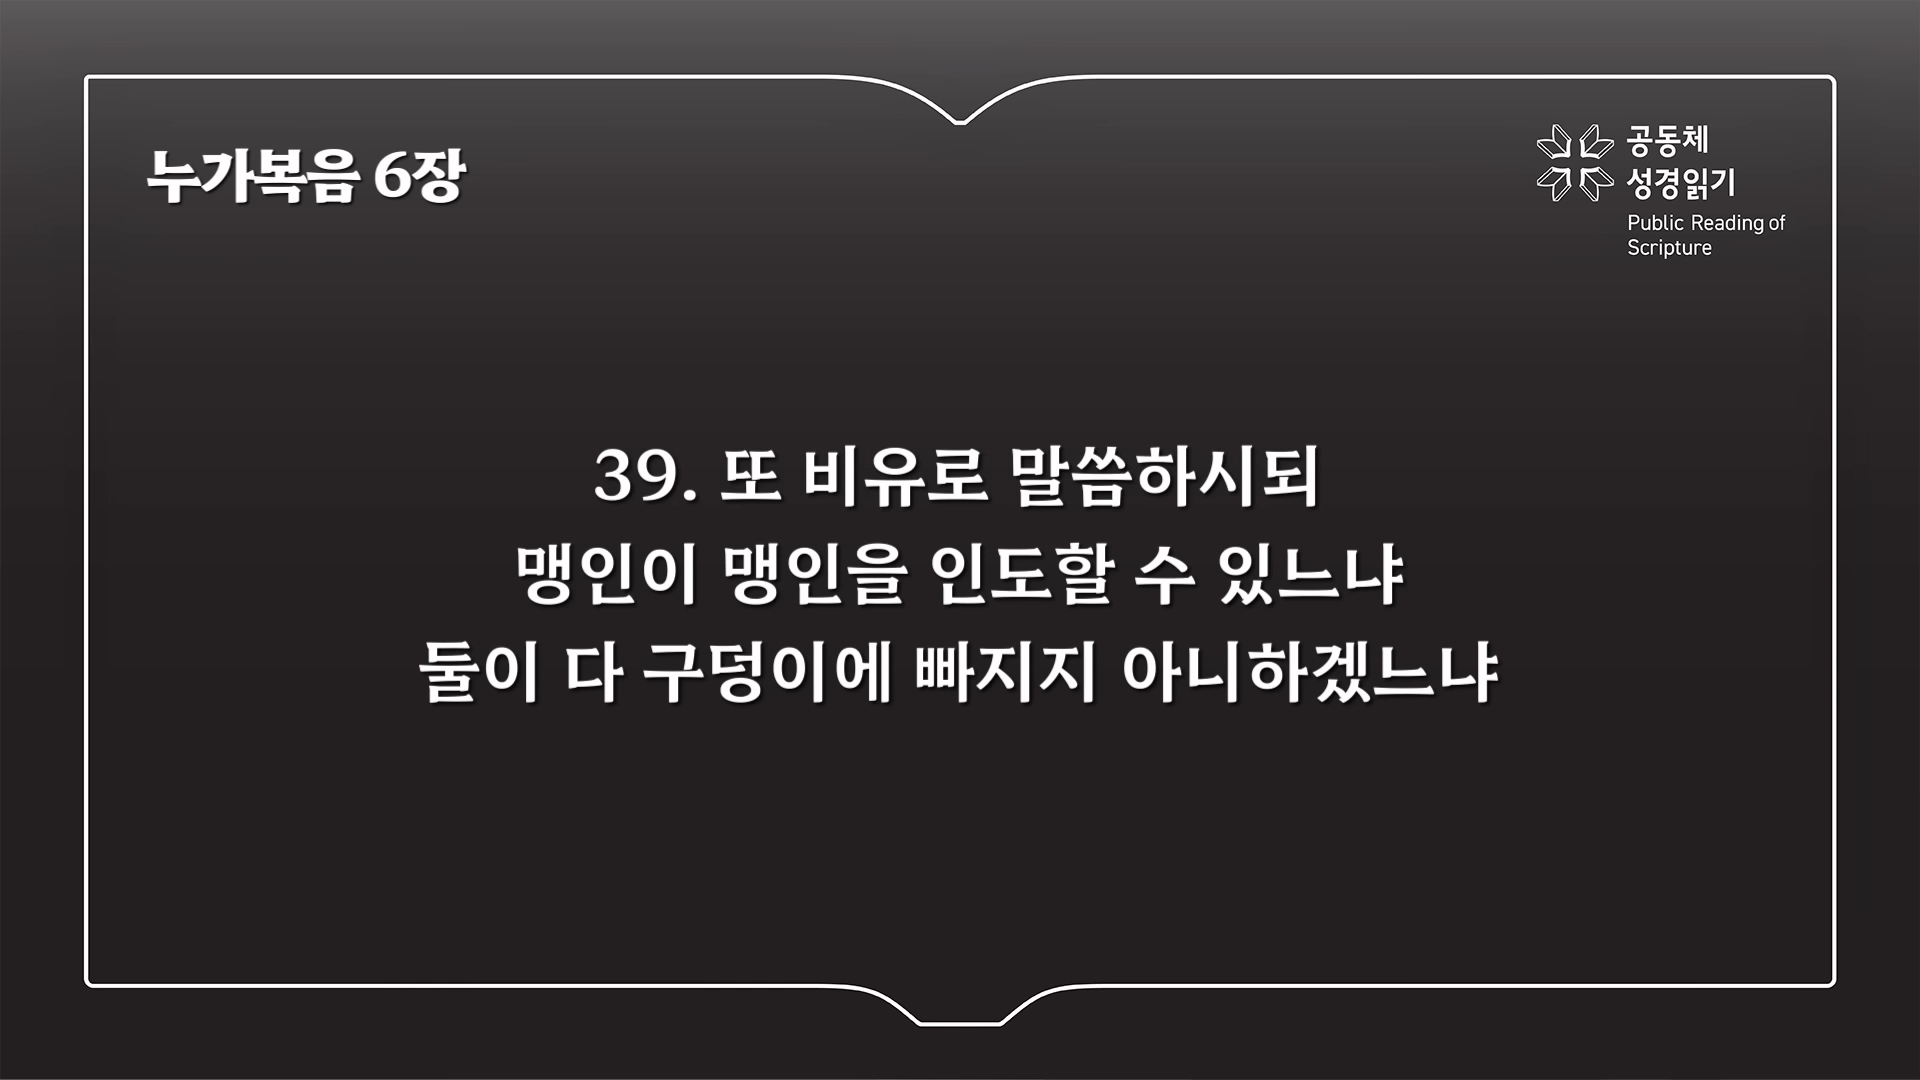 누가복음 6장
공동체
성경읽기
Public Reading of
Scripture
39. 또 비유로 말씀하시되
맹인이 맹인을 인도할 수 있느냐
둘이 다 구덩이에 빠지지 아니하겠느냐